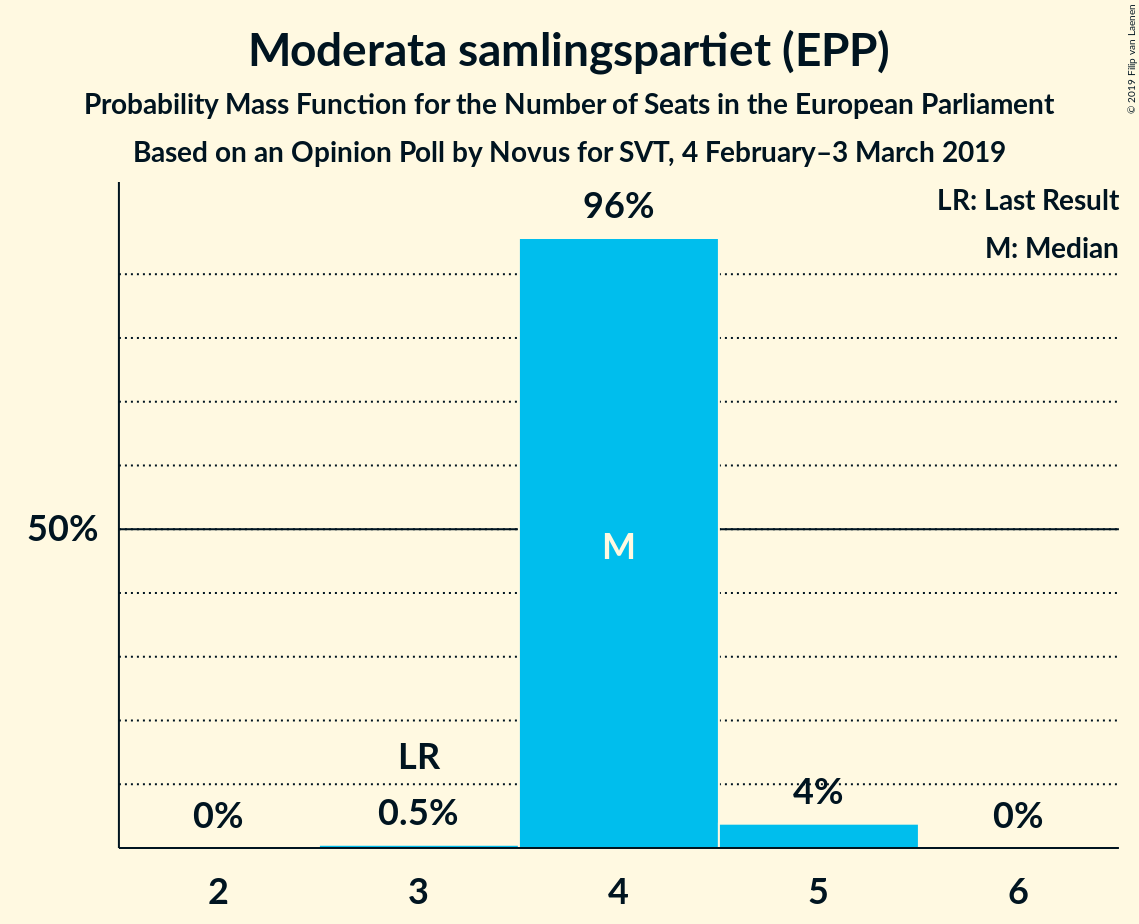 Moderata samlingspartiet (EPP)
Probability Mass Function for the Number of Seats in the European Parliament
Based on an Opinion Poll by Novus for SVT, 4 February–3 March 2019
© 2019 Filip van Laenen
LR: Last Result
M: Median
96%
50%
M
LR
0%
0.5%
4%
0%
2
3
4
5
6